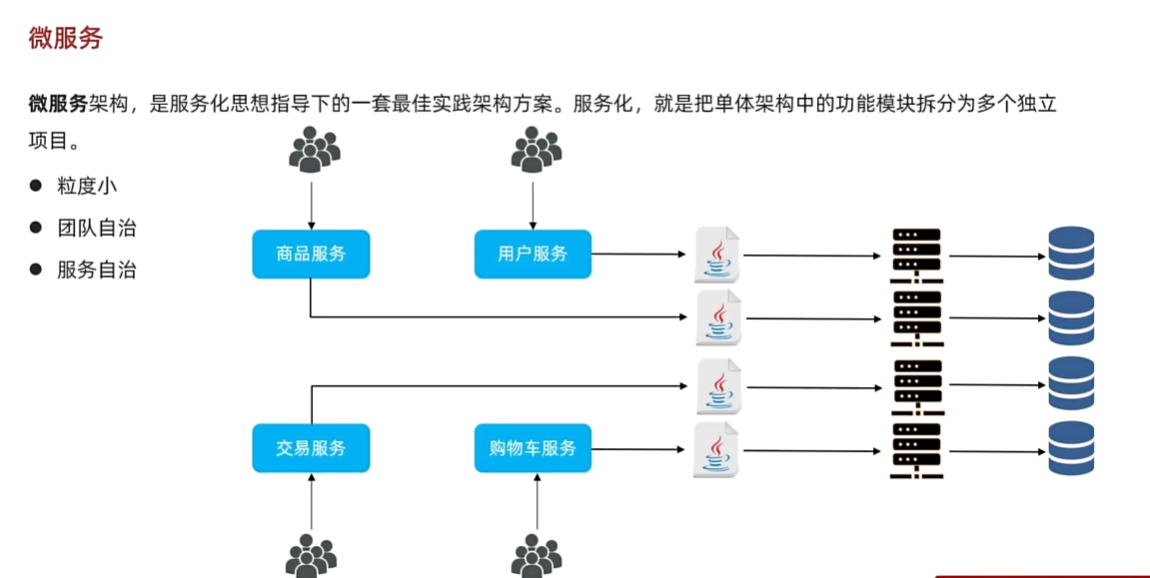 微服务
微服务架构，是服务化思想指导下的一套最佳实践架构方案。服务化，就是把单体架构中的功能模块拆分为多个独立
项目。
● 粒度小
● 团队自治
● 服务自治
商品服务
用户服务
交易服务
购物车服务